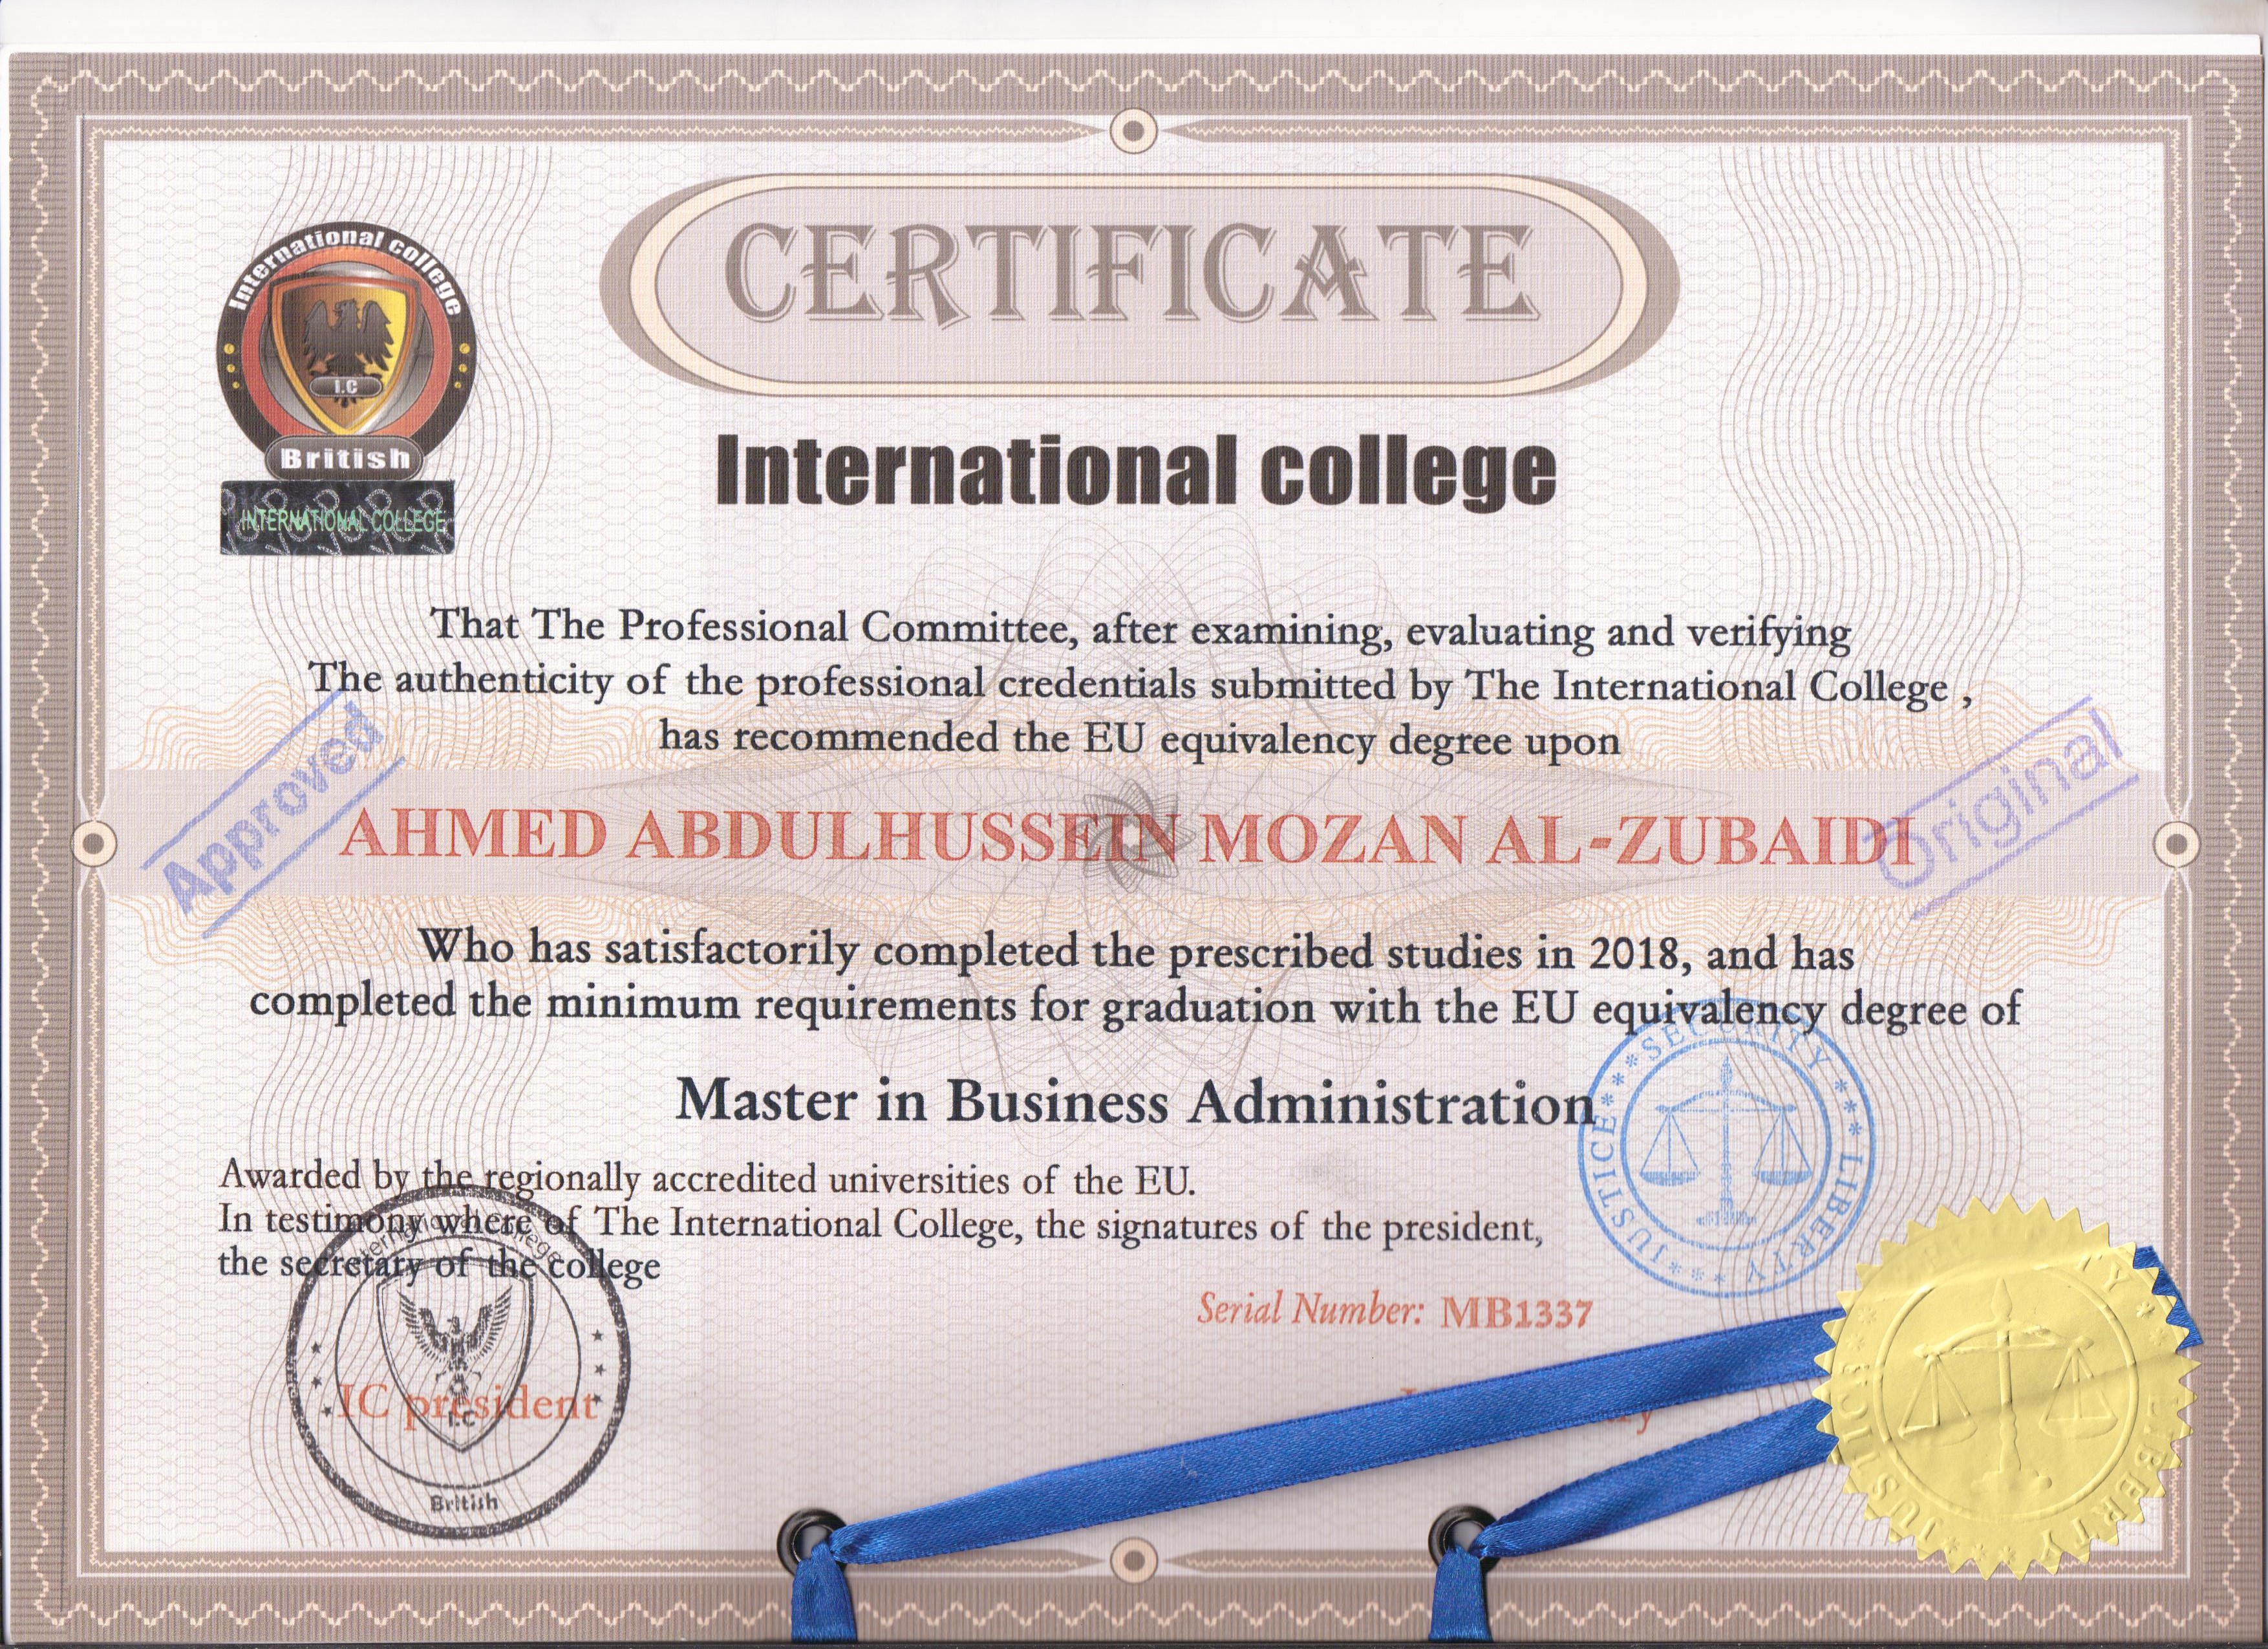 CERTIFICATE
International college
I.C
British
INTERNATIONAL COLLEGE
International college
That The Professional Committee, after examining, evaluating and verifying
The authenticity of the professional credentials submitted by The International College ,
has recommended the EU equivalency degree upon
Approved
Original
AHMED ABDULHUSSEIN MOZAN AL-ZUBAIDI
Who has satisfactorily completed the prescribed studies in 2018, and has
completed the minimum requirements for graduation with the EU equivalency degree of
Master in Business Administration
SECURITY *** LIBERTY *** JUSTICE ***
Awarded by the regionally accredited universities of the EU.
In testimony where of The International College, the signatures of the president,
the secretary of the college
Serial Number: MB1337
International College
IC president
I.C
British
LIBERTY
JUSTICE